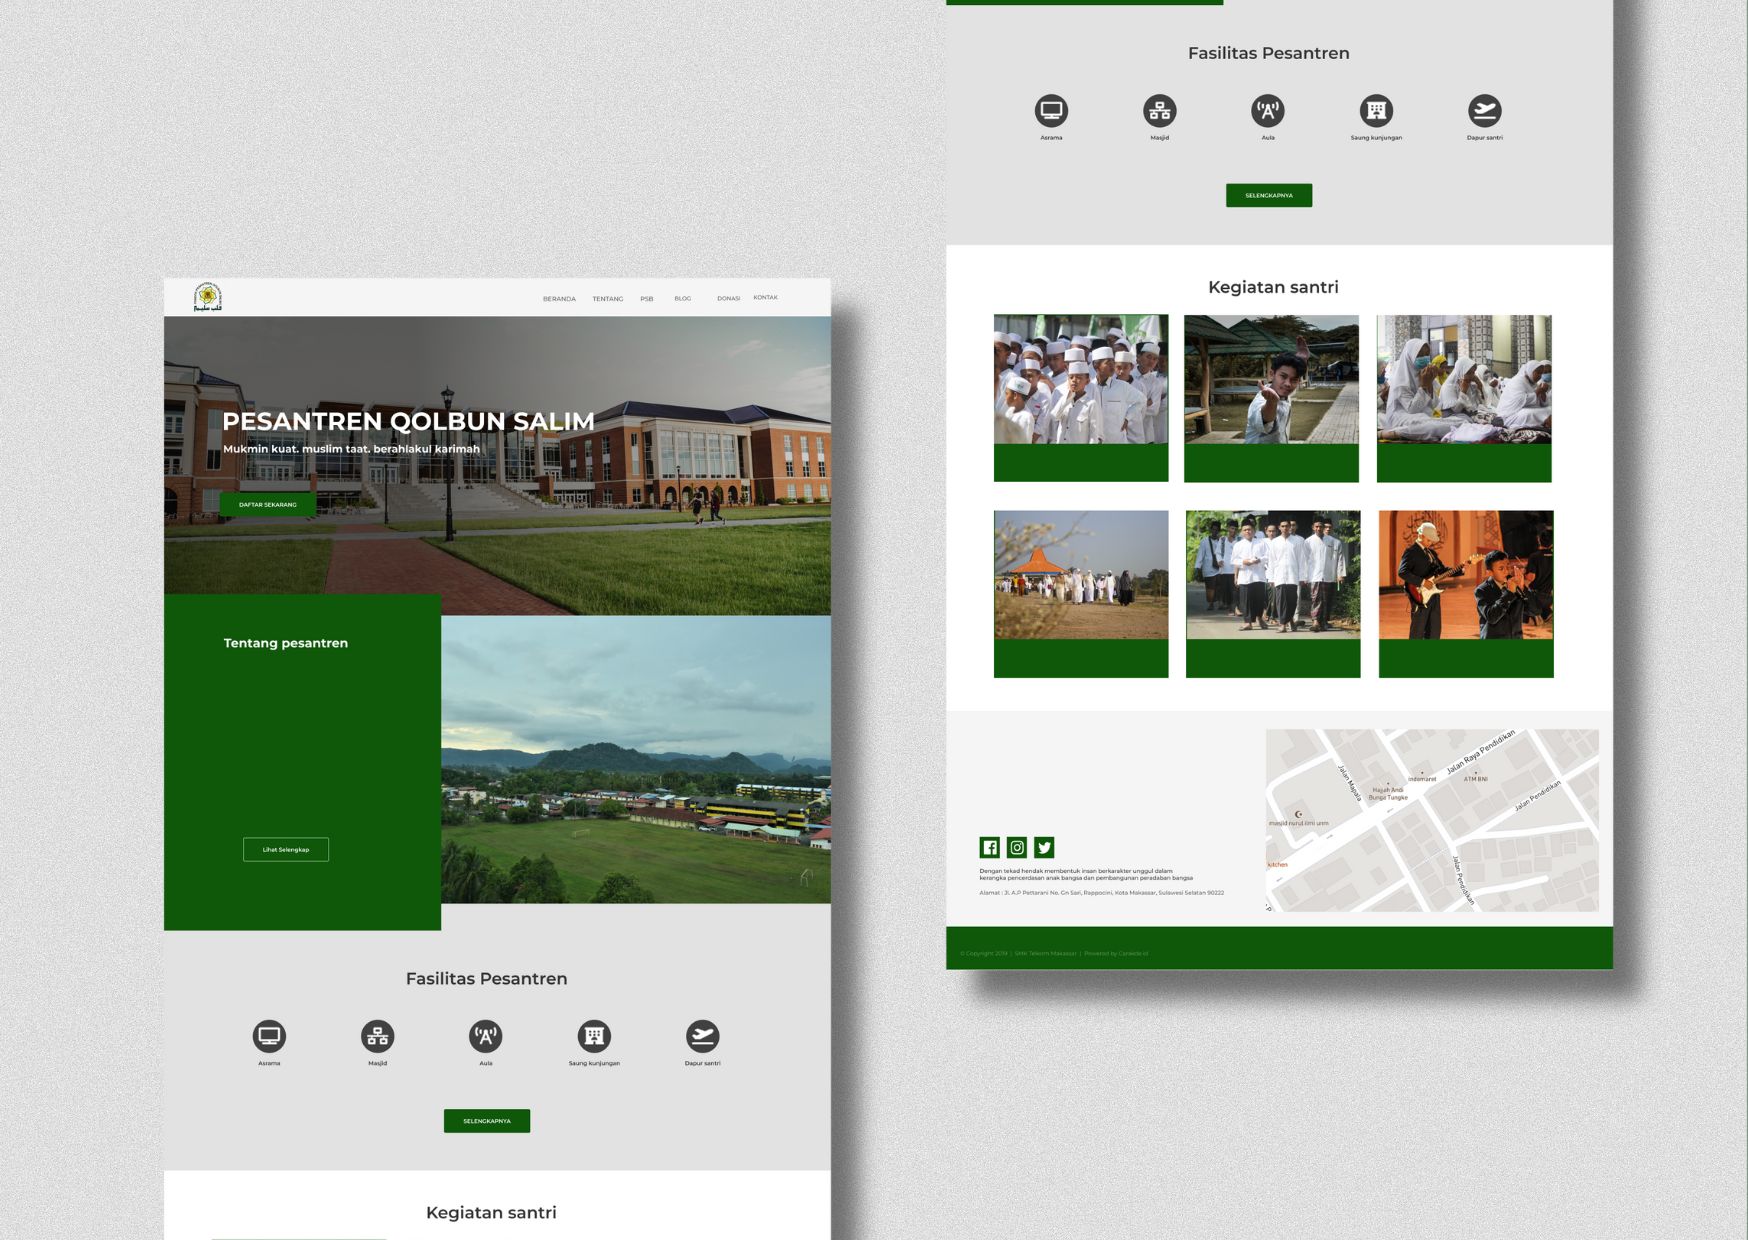 قلب سليم
BERANDA TENTANG PSB BLOG DONASI KONTAK
PESANTREN QOLBUN SALIM
Mukmin kuat. muslim taat. berahlakul karimah
DAFTAR SEKARANG
Tentang pesantren
Lihat Selengkap
Fasilitas Pesantren
Asrama Masjid Aula Saung kunjungan Dapur santri
SELENGKAPNYA
Kegiatan santri
Fasilitas Pesantren
Asrama Masjid Aula Saung kunjungan Dapur santri
SELENGKAPNYA
Kegiatan santri
Dengan tekad hendak membentuk insan berkarakter unggul dalam
kerangka pencerdasan anak bangsa dan pembangunan peradaban bangsa
Alamat : Jl. A.P Pettarani No. Gn Sari, Rappocini, Kota Makassar, Sulawesi Selatan 90222
Jalan Raya Pendidikan
Jalan Mapala
indomaret
ATM BNI
Hajjah Andi
Bunga Tungke
Jalan Pendidikan
masjid nurul ilmi unm
kitchen
Jalan Pendidikan
© Copyright 2019 | SMK Telkom Makassar | Powered by Carakde.id